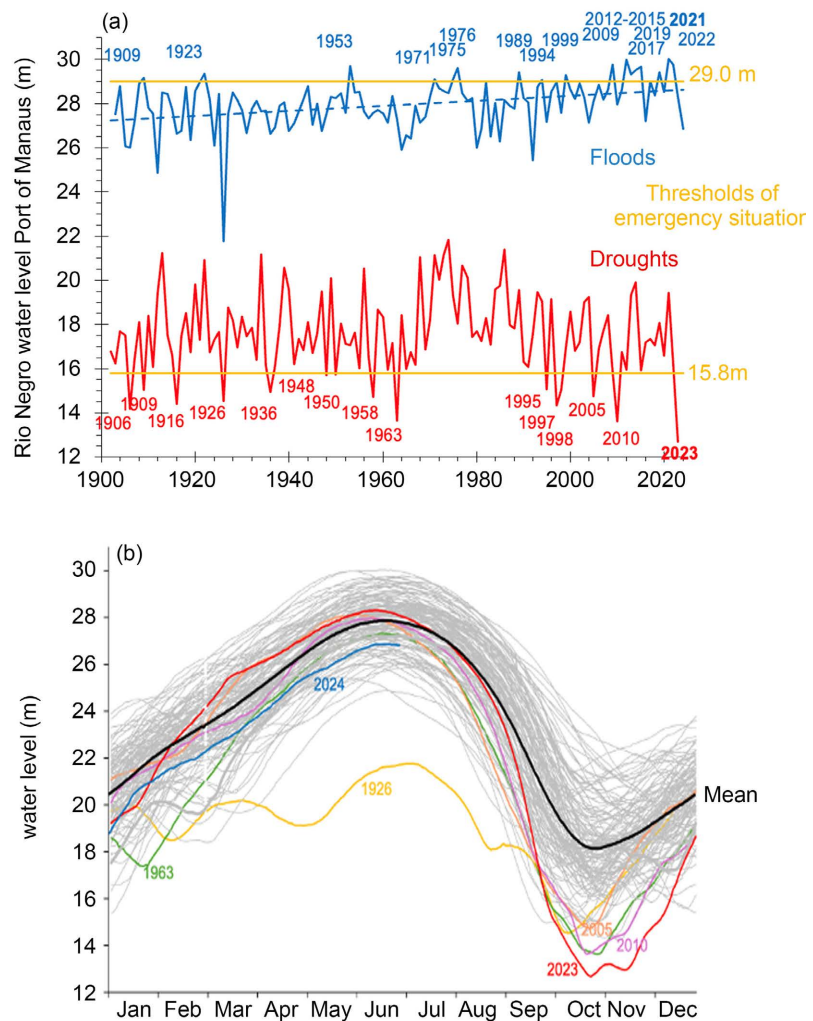 (a)
2012-2015 2021
1909 1923 1953 1976 1989 1999 2009 2019 2022
1971 1975 1994 2017
Rio Negro water level Port of Manaus (m)
30
28
26
24
22
20
18
16
14
12
29.0 m
Floods
Thresholds of
emergency situation
Droughts
15.8m
1906 1909 1916 1926 1936 1948 1950 1958 1963 1995 1997 1998 2005 2010 2023
1900 1920 1940 1960 1980 2000 2020
(b)
water level (m)
30
28
26
24
22
20
18
16
14
12
2024
1926
1963
Mean
2005
2010
2023
Jan Feb Mar Apr May Jun Jul Aug Sep Oct Nov Dec